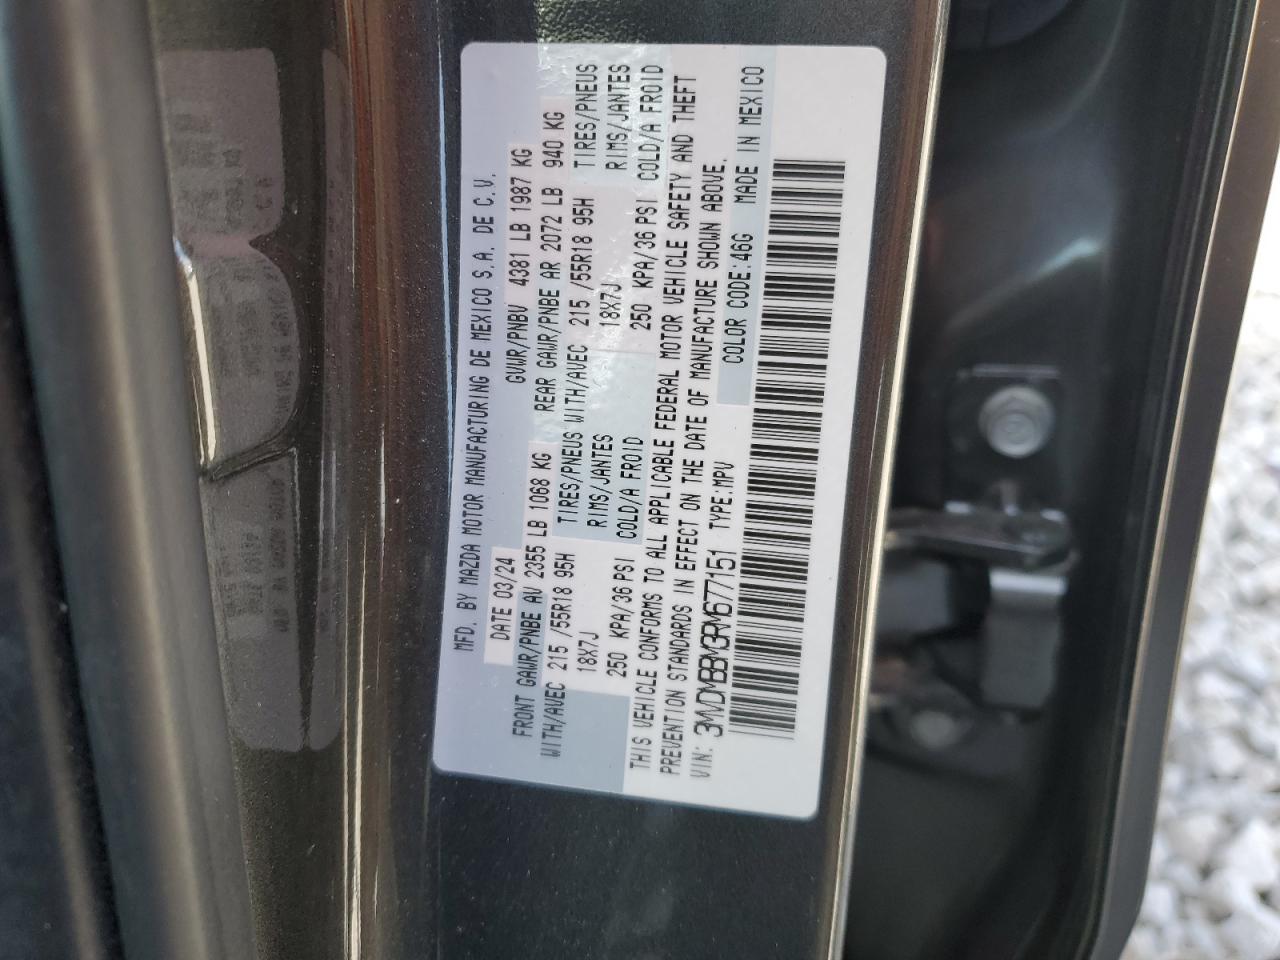 MFD. BY MAZDA MOTOR MANUFACTURING DE MEXICO S.A. DE C.V.
DATE 03/24 GVWR/PNBV 4381 LB 1987 KG
FRONT GAWR/PNBE AV 2355 LB 1068 KG REAR GAWR/PNBE AR 2072 LB 940 KG
WITH/AVEC 215 /55R18 95H TIRES/PNEUS WITH/AVEC 215 /55R18 95H TIRES/PNEUS
18X7J RIMS/JANTES 18X7J RIMS/JANTES
250 KPA/36 PSI COLD/A FROID 250 KPA/36 PSI COLD/A FROID
THIS VEHICLE CONFORMS TO ALL APPLICABLE FEDERAL MOTOR VEHICLE SAFETY AND THEFT
PREVENTION STANDARDS IN EFFECT ON THE DATE OF MANUFACTURE SHOWN ABOVE.
VIN: 3MVDMBBM3RM677151 TYPE:MPV COLOR CODE:46G MADE IN MEXICO